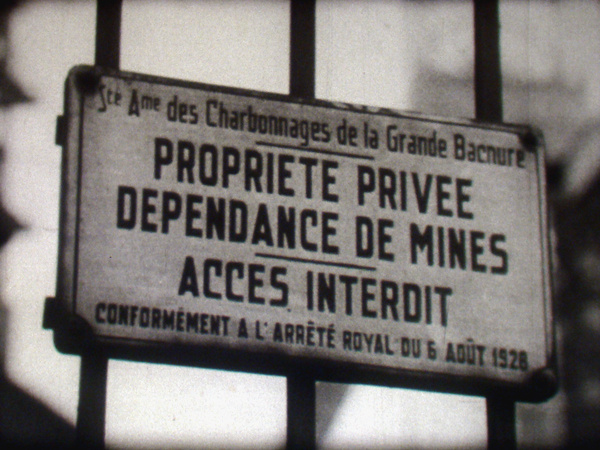 Sté Ame des Charbonnages de la Grande Bacnure
PROPRIETE PRIVEE
DEPENDANCE DE MINES
ACCES INTERDIT
CONFORMÉMENT A L'ARRÊTÉ ROYAL DU 6 AOÛT 1928